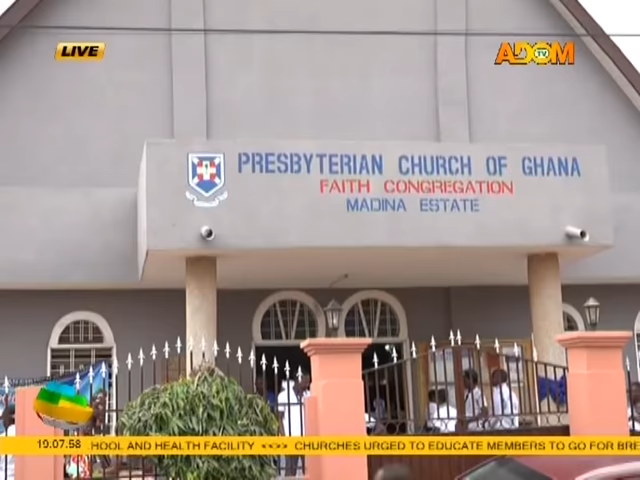 LIVE
ADOM
TV
PRESBYTERIAN CHURCH OF GHANA
FAITH CONGREGATION
MADINA ESTATE
19:07:58 HOOL AND HEALTH FACILITY <<<> CHURCHES URGED TO EDUCATE MEMBERS TO GO FOR BRE